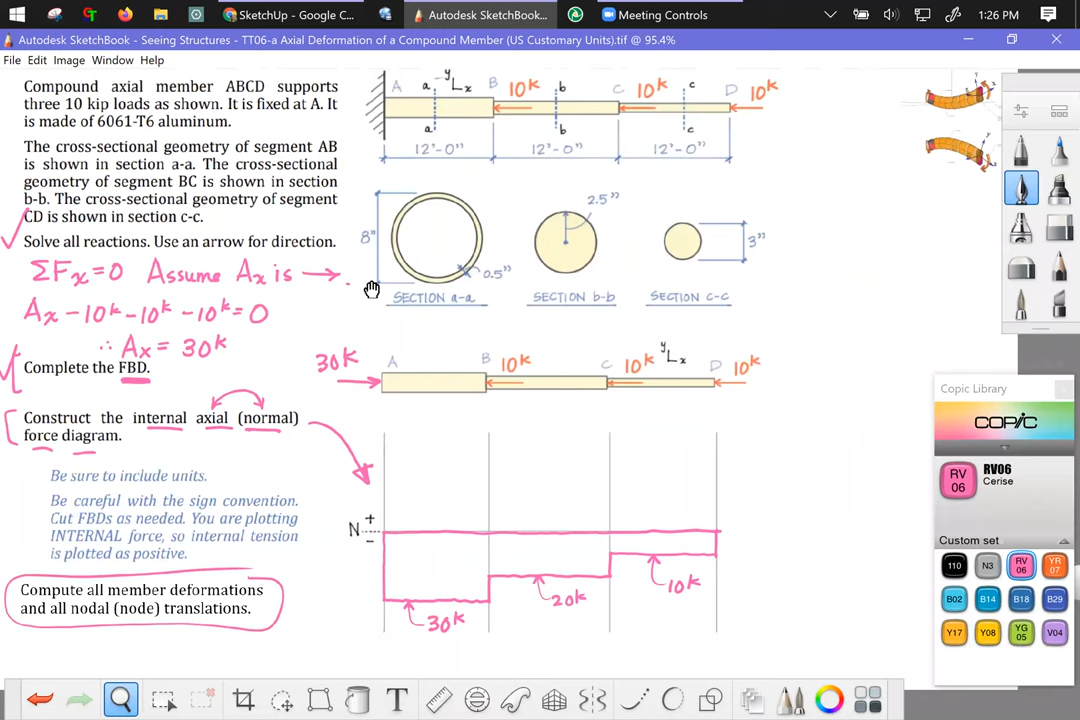 SketchUp - Google C...
Autodesk SketchBook...
Meeting Controls
1:26 PM
Autodesk SketchBook - Seeing Structures - TT06-a Axial Deformation of a Compound Member (US Customary Units).tif @ 95.4%
File Edit Image Window Help
Compound axial member ABCD supports
three 10 kip loads as shown. It is fixed at A. It
is made of 6061-T6 aluminum.
The cross-sectional geometry of segment AB
is shown in section a-a. The cross-sectional
geometry of segment BC is shown in section
b-b. The cross-sectional geometry of segment
CD is shown in section c-c.
Solve all reactions. Use an arrow for direction.
ΣFx=0 Assume Ax is →.
Ax -10k -10k -10k = 0
∴ Ax = 30k
Complete the FBD.
Construct the internal axial (normal)
force diagram.
Be sure to include units.
Be careful with the sign convention.
Cut FBDs as needed. You are plotting
INTERNAL force, so internal tension
is plotted as positive.
Compute all member deformations
and all nodal (node) translations.
A a y x B 10k b C 10k c D 10k
a b c
12'-0" 12'-0" 12'-0"
8" 0.5" 2.5" 3"
SECTION a-a SECTION b-b SECTION c-c
30k A B 10k C 10k y x D 10k
N + -
30k 20k 10k
Copic Library
COPIC
RV
06
RV06
Cerise
Custom set
110 N3 RV 06 YR 07
B02 B14 B18 B29
Y17 Y08 YG 05 V04
T